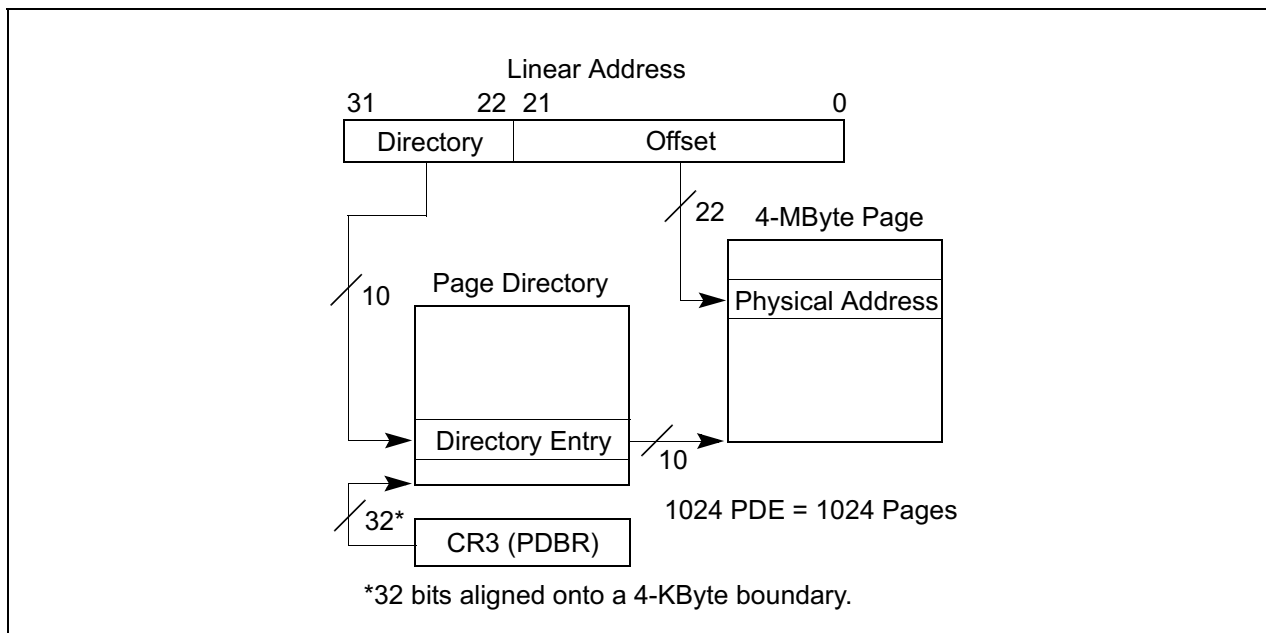 Linear Address
31 22 21 0
Directory Offset
22
4-MByte Page
10
Page Directory
Physical Address
Directory Entry
10
32*
1024 PDE = 1024 Pages
CR3 (PDBR)
*32 bits aligned onto a 4-KByte boundary.